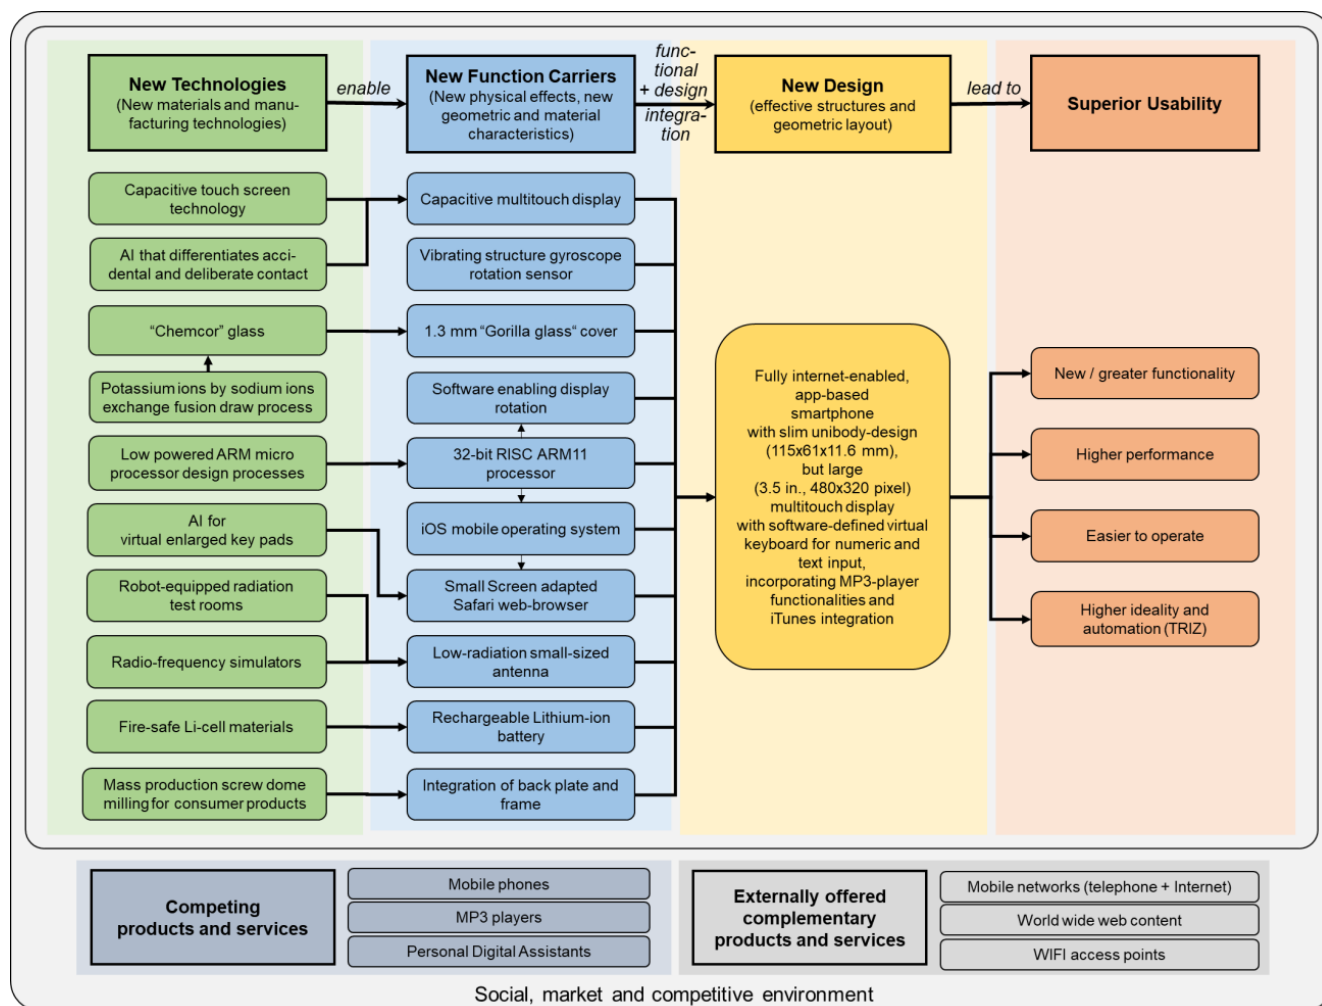 New Technologies
(New materials and manu-
facturing technologies)
enable
New Function Carriers
(New physical effects, new
geometric and material
characteristics)
func-
tional
+ design
integra-
tion
New Design
(effective structures and
geometric layout)
lead to
Superior Usability
Capacitive touch screen
technology
AI that differentiates acci-
dental and deliberate contact
“Chemcor” glass
Potassium ions by sodium ions
exchange fusion draw process
Low powered ARM micro
processor design processes
AI for
virtual enlarged key pads
Robot-equipped radiation
test rooms
Radio-frequency simulators
Fire-safe Li-cell materials
Mass production screw dome
milling for consumer products
Capacitive multitouch display
Vibrating structure gyroscope
rotation sensor
1.3 mm “Gorilla glass“ cover
Software enabling display
rotation
32-bit RISC ARM11
processor
iOS mobile operating system
Small Screen adapted
Safari web-browser
Low-radiation small-sized
antenna
Rechargeable Lithium-ion
battery
Integration of back plate and
frame
Fully internet-enabled,
app-based
smartphone
with slim unibody-design
(115x61x11.6 mm),
but large
(3.5 in., 480x320 pixel)
multitouch display
with software-defined virtual
keyboard for numeric and
text input,
incorporating MP3-player
functionalities and
iTunes integration
New / greater functionality
Higher performance
Easier to operate
Higher ideality and
automation (TRIZ)
Competing
products and services
Mobile phones
MP3 players
Personal Digital Assistants
Externally offered
complementary
products and services
Mobile networks (telephone + Internet)
World wide web content
WIFI access points
Social, market and competitive environment